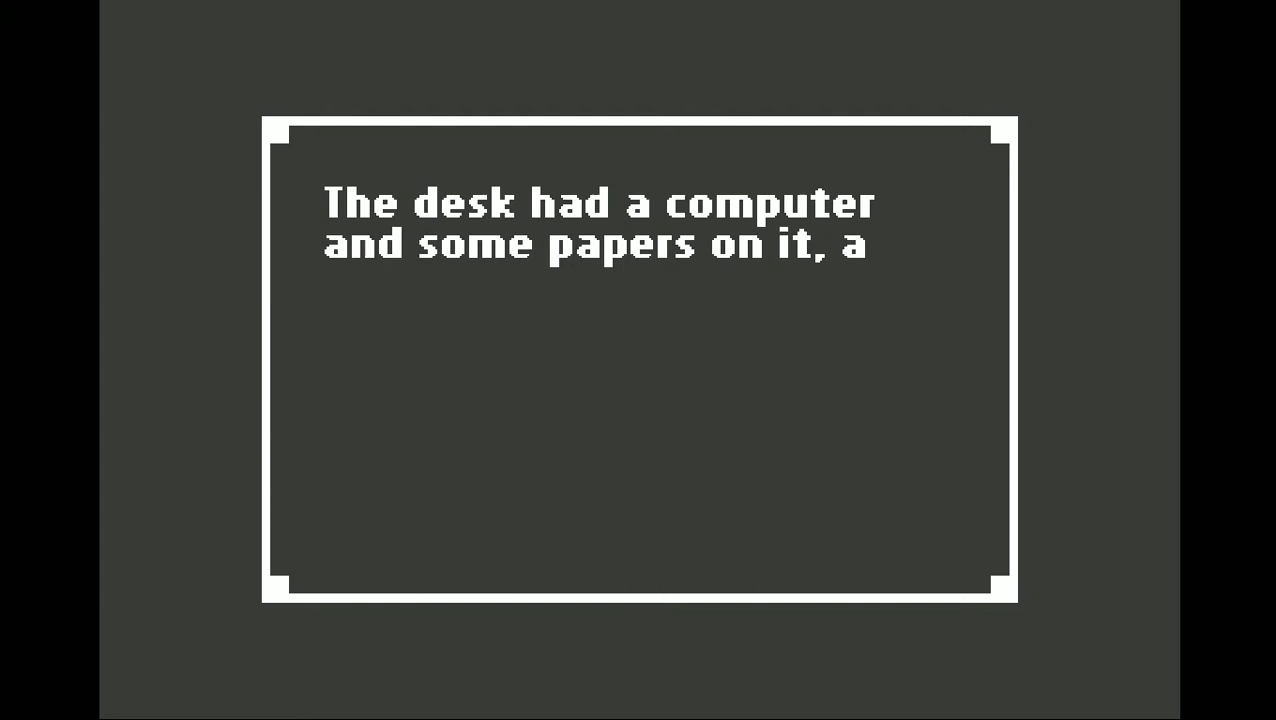 The desk had a computer
and some papers on it, a